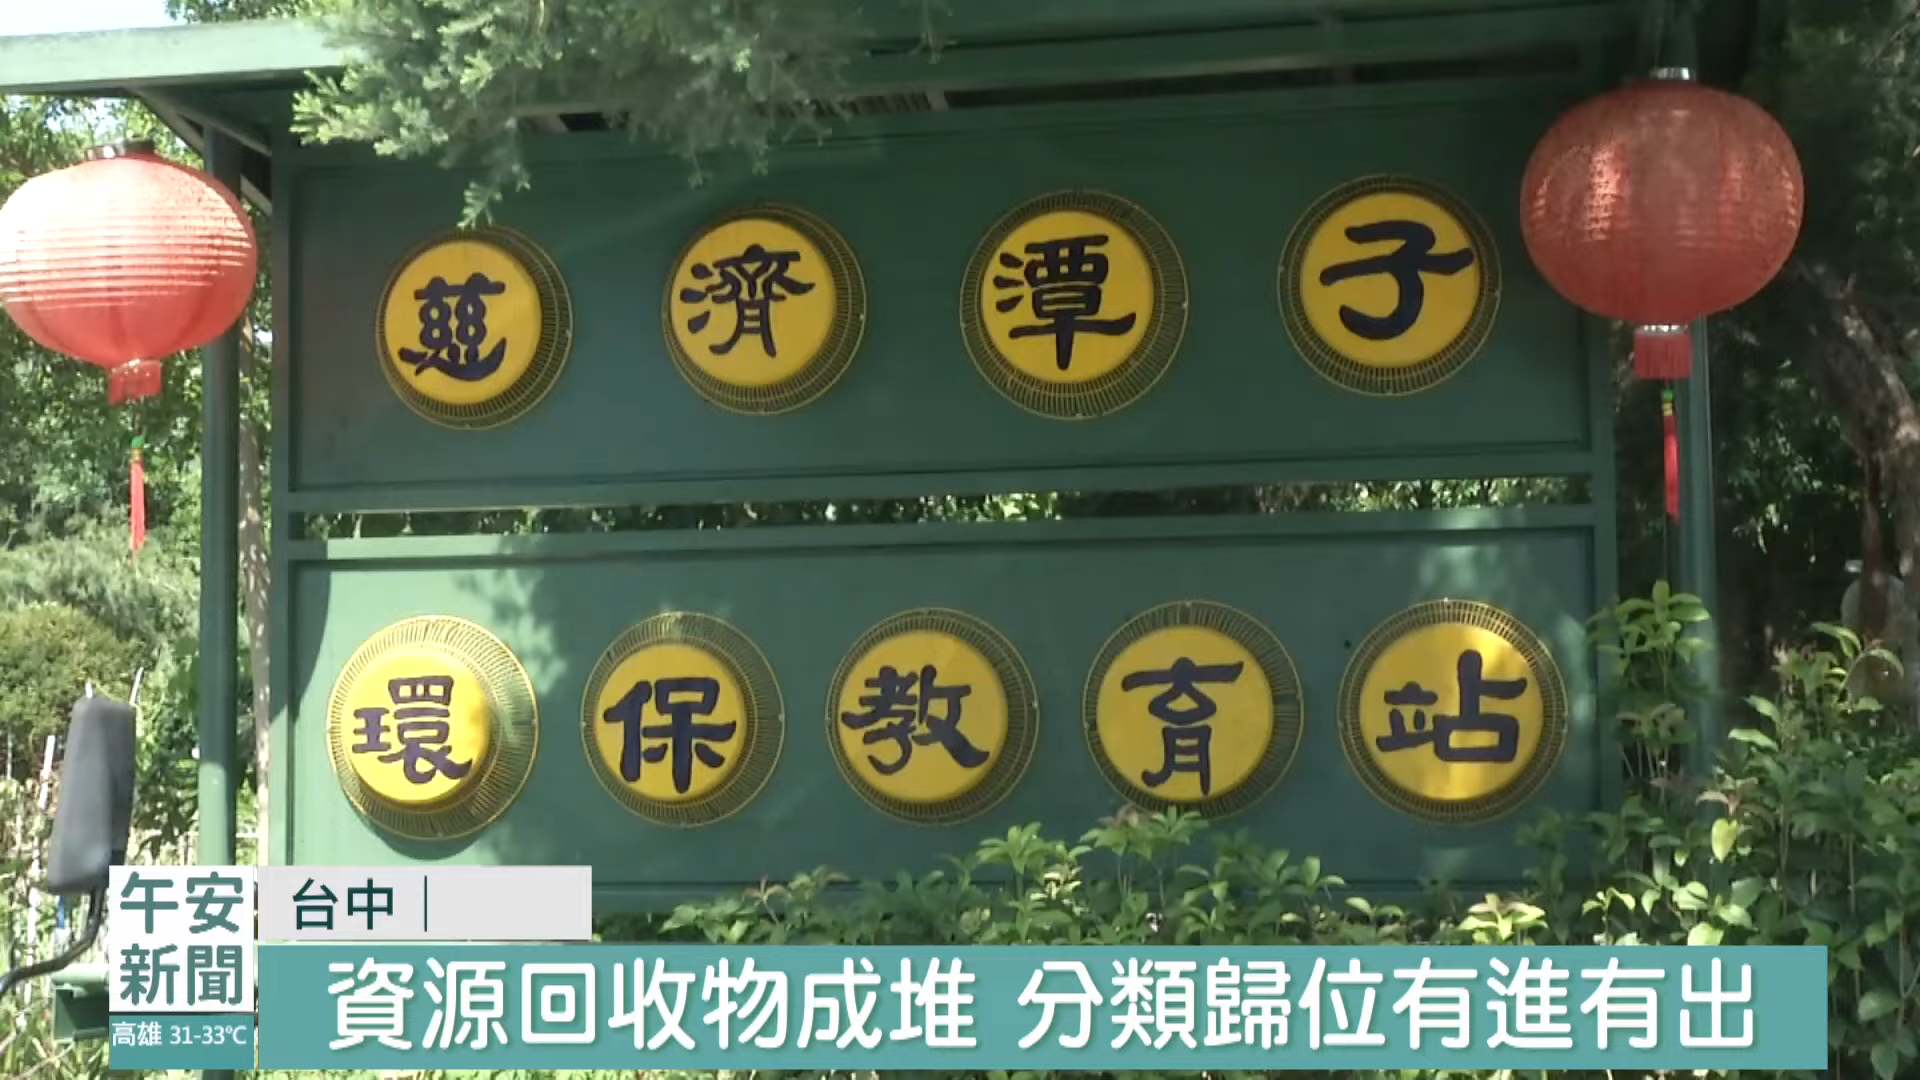 慈濟潭子
環保教育站
午安
新聞
台中
資源回收物成堆 分類歸位有進有出
高雄 31-33℃